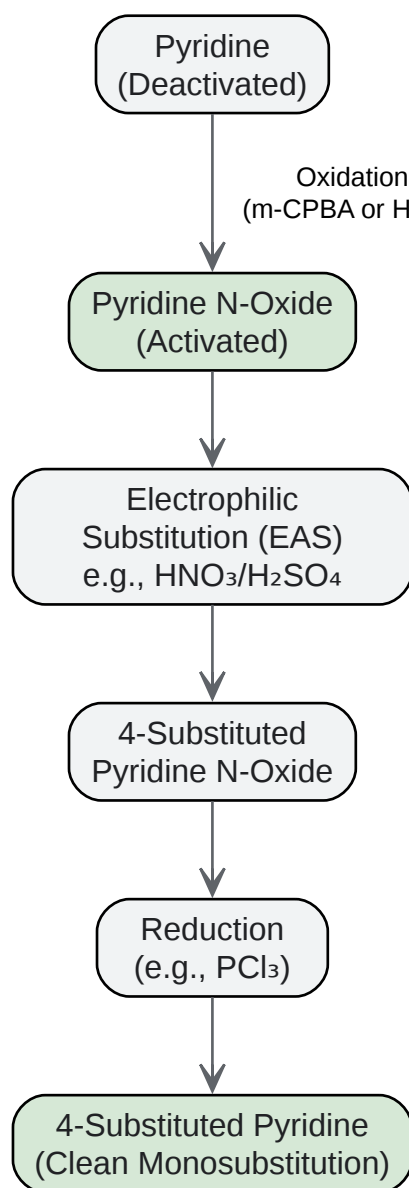 Pyridine
(Deactivated)
Oxidation
(m-CPBA or H
Pyridine N-Oxide
(Activated)
Electrophilic
Substitution (EAS)
e.g., HNO₃/H₂SO₄
4-Substituted
Pyridine N-Oxide
Reduction
(e.g., PCl₃)
4-Substituted Pyridine
(Clean Monosubstitution)